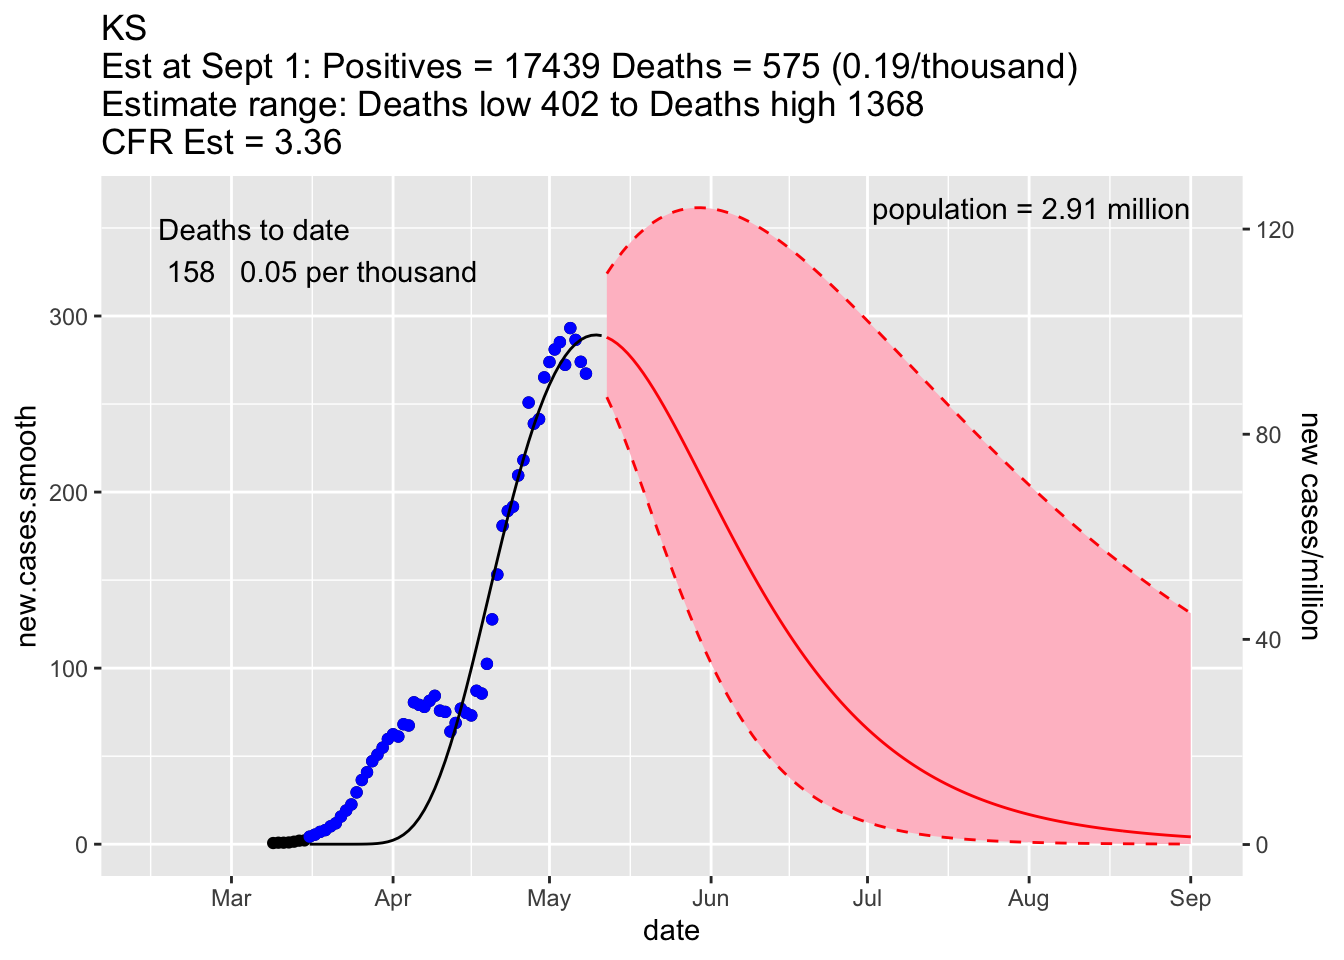 KS
Est at Sept 1: Positives = 17439 Deaths = 575 (0.19/thousand)
Estimate range: Deaths low 402 to Deaths high 1368
CFR Est = 3.36
Deaths to date
158 0.05 per thousand
population = 2.91 million
new.cases.smooth
300
200
100
0
120
80
40
0
new cases/million
Mar Apr May Jun Jul Aug Sep
date